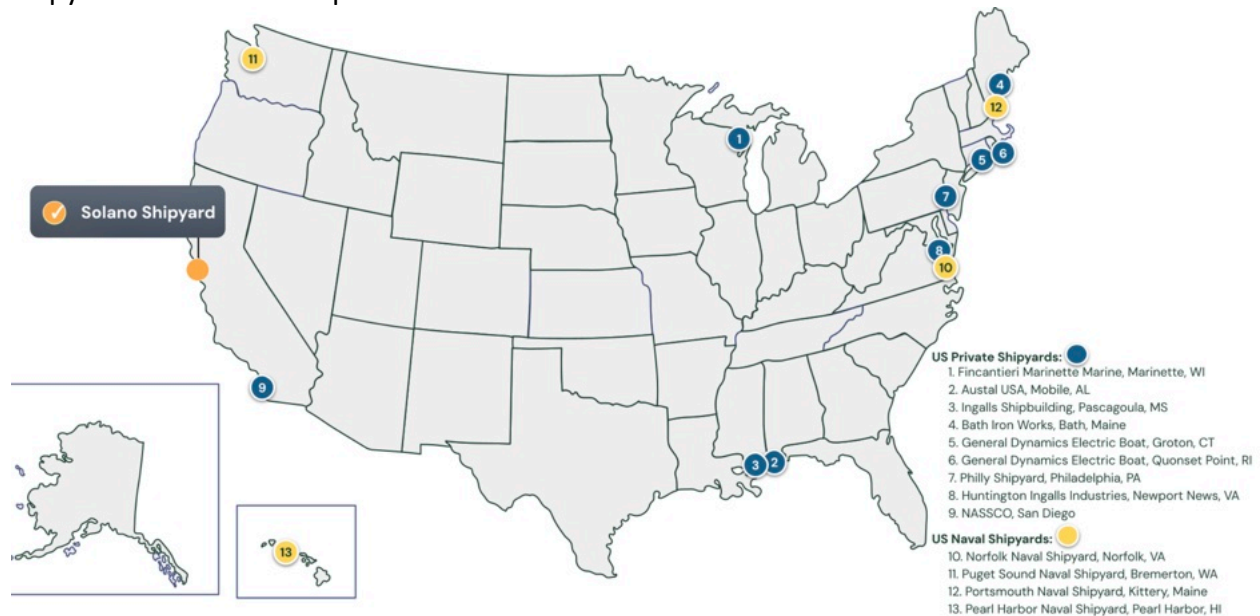 11
4
12
1
5
6
7
Solano Shipyard
8
10
9
3
2
13
US Private Shipyards:
1. Fincantieri Marinette Marine, Marinette, WI
2. Austal USA, Mobile, AL
3. Ingalls Shipbuilding, Pascagoula, MS
4. Bath Iron Works, Bath, Maine
5. General Dynamics Electric Boat, Groton, CT
6. General Dynamics Electric Boat, Quonset Point, RI
7. Philly Shipyard, Philadelphia, PA
8. Huntington Ingalls Industries, Newport News, VA
9. NASSCO, San Diego
US Naval Shipyards:
10. Norfolk Naval Shipyard, Norfolk, VA
11. Puget Sound Naval Shipyard, Bremerton, WA
12. Portsmouth Naval Shipyard, Kittery, Maine
13. Pearl Harbor Naval Shipyard, Pearl Harbor, HI